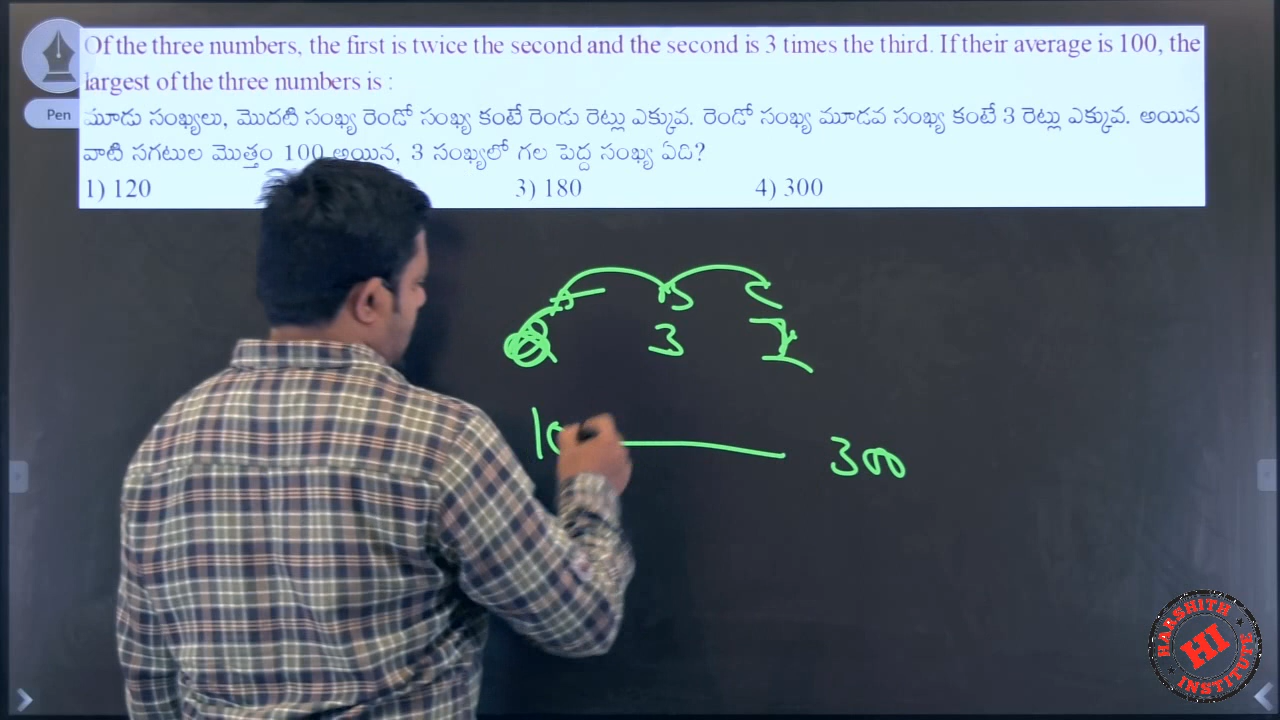 Of the three numbers, the first is twice the second and the second is 3 times the third. If their average is 100, the
largest of the three numbers is :
Pen
మూడు సంఖ్యలు, మొదటి సంఖ్య రెండో సంఖ్య కంటే రెండు రెట్లు ఎక్కువ. రెండో సంఖ్య మూడవ సంఖ్య కంటే 3 రెట్లు ఎక్కువ. అయిన
వాటి సగటుల మొత్తం 100 అయిన, 3 సంఖ్యలో గల పెద్ద సంఖ్య ఏది?
1) 120 3) 180 4) 300
3
10 300
HARSHITH
HI
INSTITUTE